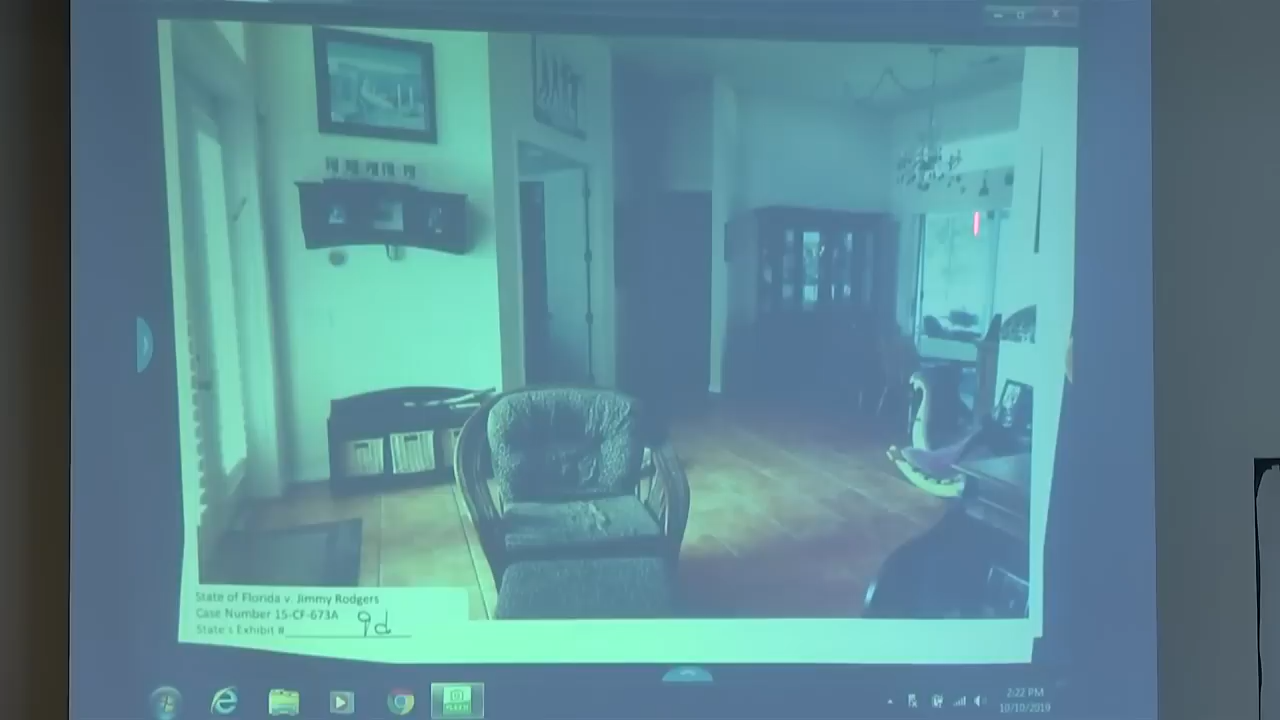 State of Florida v. Jimmy Rodgers
Case Number 15-CF-673A
State's Exhibit # 9d
2:22 PM
10/10/2019